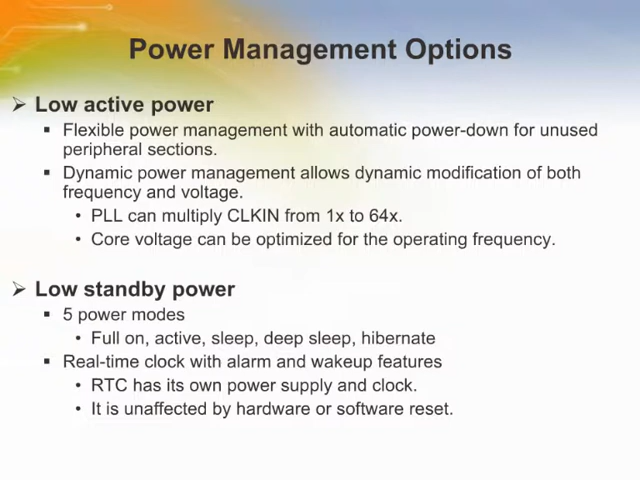 Power Management Options
➢ Low active power
▪ Flexible power management with automatic power-down for unused
peripheral sections.
▪ Dynamic power management allows dynamic modification of both
frequency and voltage.
• PLL can multiply CLKIN from 1x to 64x.
• Core voltage can be optimized for the operating frequency.
➢ Low standby power
▪ 5 power modes
• Full on, active, sleep, deep sleep, hibernate
▪ Real-time clock with alarm and wakeup features
• RTC has its own power supply and clock.
• It is unaffected by hardware or software reset.